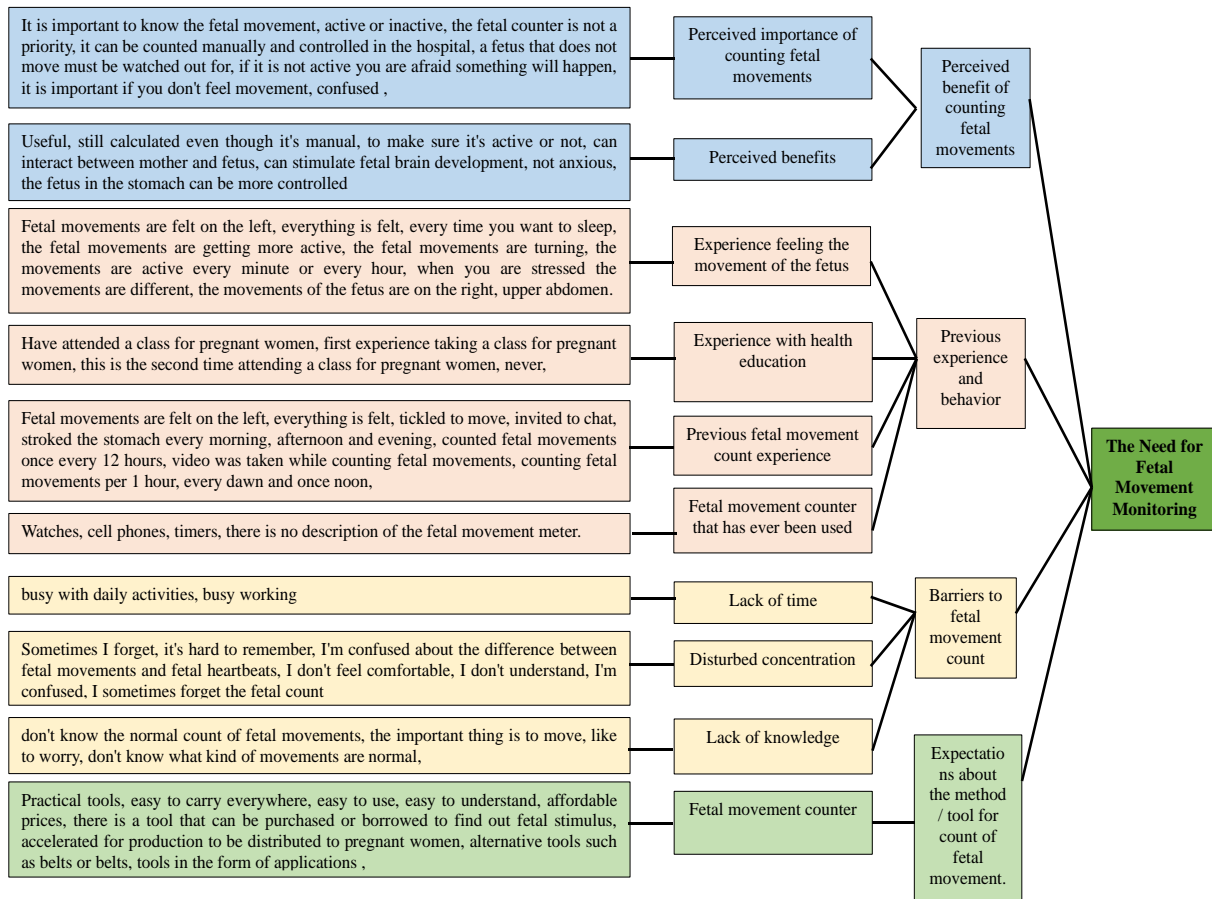 It is important to know the fetal movement, active or inactive, the fetal counter is not a
priority, it can be counted manually and controlled in the hospital, a fetus that does not
move must be watched out for, if it is not active you are afraid something will happen,
it is important if you don't feel movement, confused ,
Perceived importance of
counting fetal
movements
Perceived
benefit of
counting
fetal
movements
Useful, still calculated even though it's manual, to make sure it's active or not, can
interact between mother and fetus, can stimulate fetal brain development, not anxious,
the fetus in the stomach can be more controlled
Perceived benefits
Fetal movements are felt on the left, everything is felt, every time you want to sleep,
the fetal movements are getting more active, the fetal movements are turning, the
movements are active every minute or every hour, when you are stressed the
movements are different, the movements of the fetus are on the right, upper abdomen.
Experience feeling the
movement of the fetus
Have attended a class for pregnant women, first experience taking a class for pregnant
women, this is the second time attending a class for pregnant women, never,
Experience with health
education
Previous
experience
and
behavior
Fetal movements are felt on the left, everything is felt, tickled to move, invited to chat,
stroked the stomach every morning, afternoon and evening, counted fetal movements
once every 12 hours, video was taken while counting fetal movements, counting fetal
movements per 1 hour, every dawn and once noon,
Previous fetal movement
count experience
The Need for
Fetal
Movement
Monitoring
Watches, cell phones, timers, there is no description of the fetal movement meter.
Fetal movement counter
that has ever been used
busy with daily activities, busy working
Lack of time
Barriers to
fetal
movement
count
Sometimes I forget, it's hard to remember, I'm confused about the difference between
fetal movements and fetal heartbeats, I don't feel comfortable, I don't understand, I'm
confused, I sometimes forget the fetal count
Disturbed concentration
don't know the normal count of fetal movements, the important thing is to move, like
to worry, don't know what kind of movements are normal,
Lack of knowledge
Practical tools, easy to carry everywhere, easy to use, easy to understand, affordable
prices, there is a tool that can be purchased or borrowed to find out fetal stimulus,
accelerated for production to be distributed to pregnant women, alternative tools such
as belts or belts, tools in the form of applications ,
Fetal movement counter
Expectatio
ns about
the method
/ tool for
count of
fetal
movement.